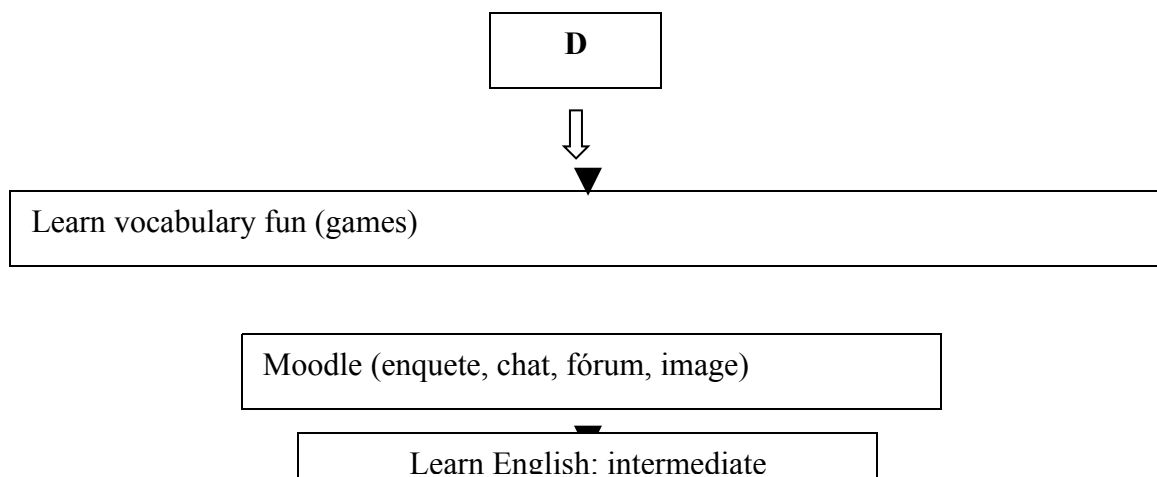 D
Learn vocabulary fun (games)
Moodle (enquete, chat, fórum, image)
Learn English: intermediate